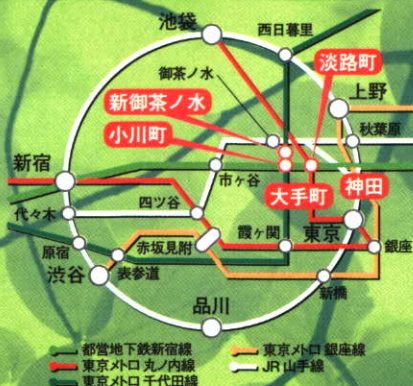 池袋
西日暮里
淡路町
御茶ノ水
上野
新御茶ノ水
小川町
秋葉原
新宿
市ヶ谷
大手町
神田
代々木
四ツ谷
東京
原宿
赤坂見附
霞ヶ関
銀座
渋谷
表参道
新橋
品川
都営地下鉄新宿線
東京メトロ 銀座線
東京メトロ 丸ノ内線
JR 山手線
東京メトロ 千代田線